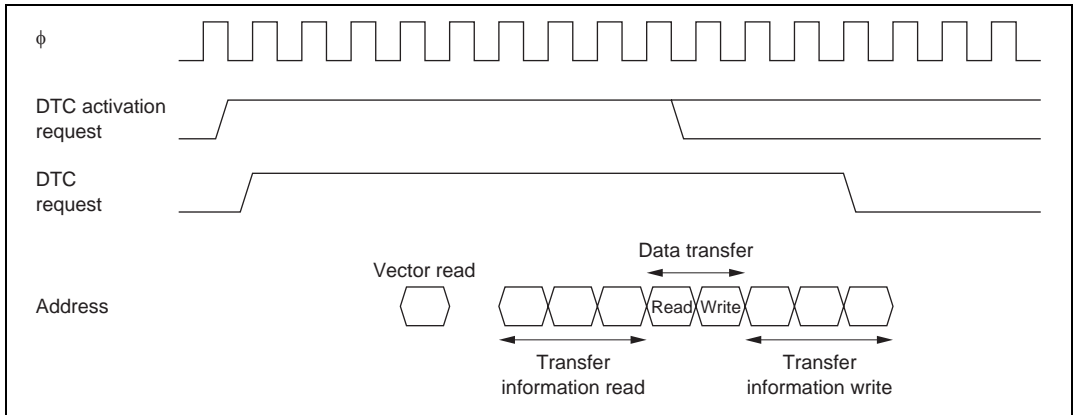 ϕ
DTC activation
request
DTC
request
Data transfer
Vector read
Address
Read
Write
Transfer
information read
Transfer
information write